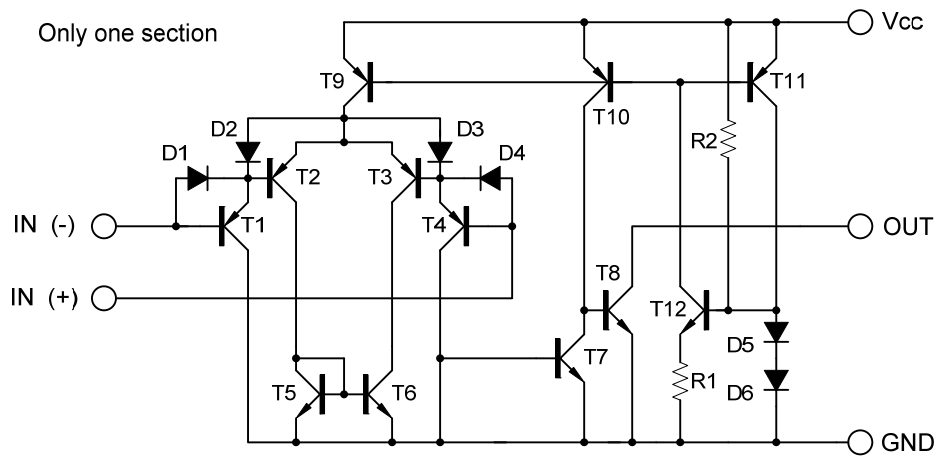 Only one section
Vcc
T9
T10
T11
D2
D3
D1
D4
R2
T2
T3
IN (-)
T1
T4
OUT
T8
IN (+)
T12
T7
D5
T5
T6
R1
D6
GND